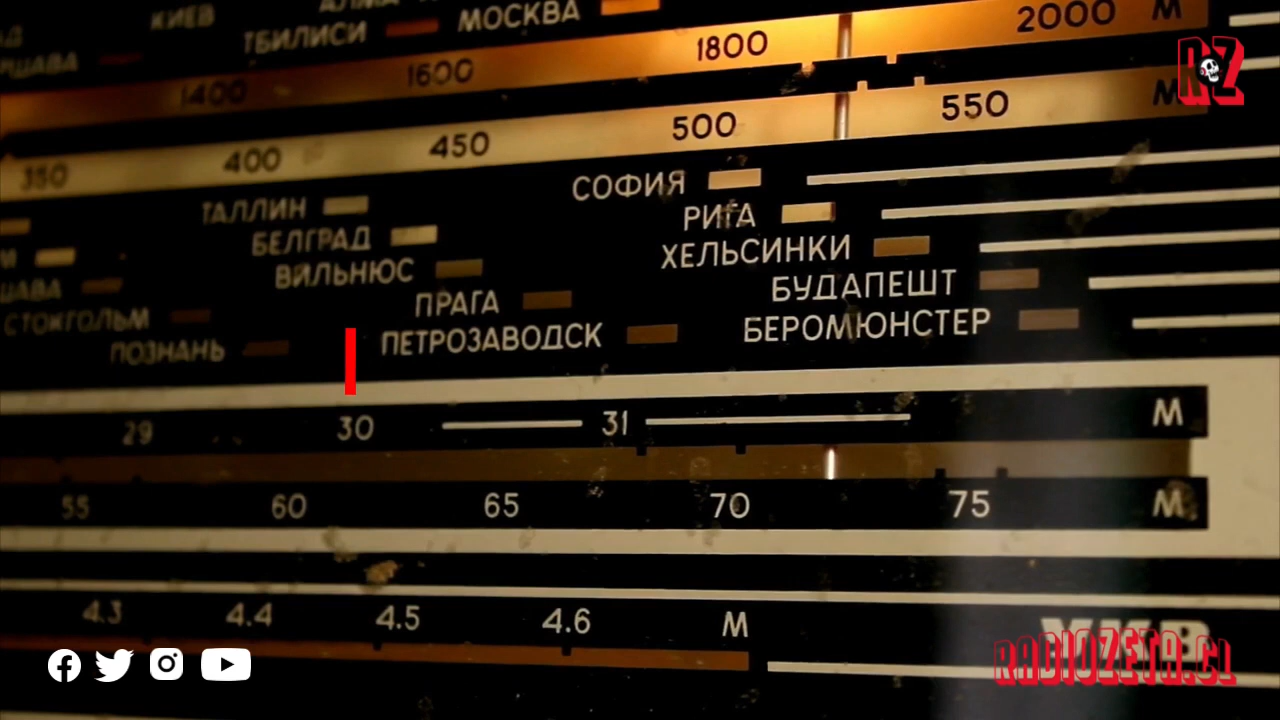 КИЕВ
МОСКВА
ТБИЛИСИ
1400 1600 1800 2000 М
350 400 450 500 550 М
СОФИЯ
ТАЛЛИН РИГА
БЕЛГРАД ХЕЛЬСИНКИ
ВИЛЬНЮС БУДАПЕШТ
ПРАГА
СТОКГОЛЬМ ПЕТРОЗАВОДСК БЕРОМЮНСТЕР
ПОЗНАНЬ
29 30 31 М
55 60 65 70 75 М
4.3 4.4 4.5 4.6 М
УКВ
RZ
RADIOZETA.CL